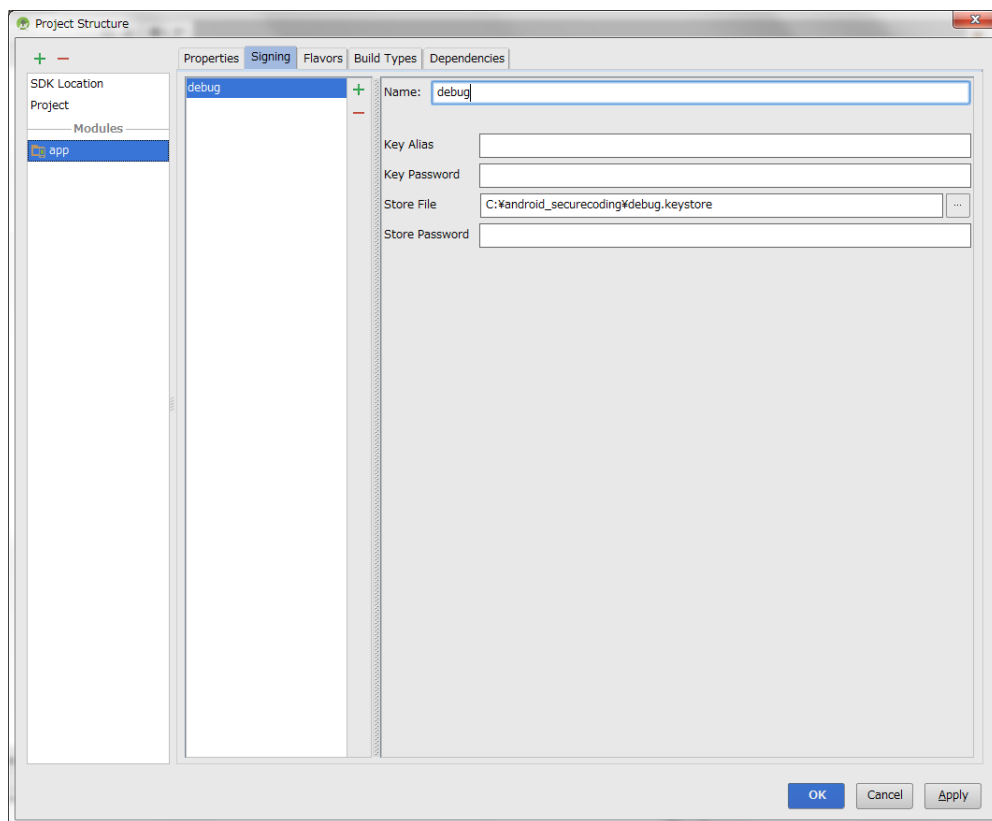 Project Structure
SDK Location
Project
Modules
app
Properties Signing Flavors Build Types Dependencies
debug
Name: debug
Key Alias
Key Password
Store File C:¥android_securecoding¥debug.keystore ...
Store Password
OK Cancel Apply